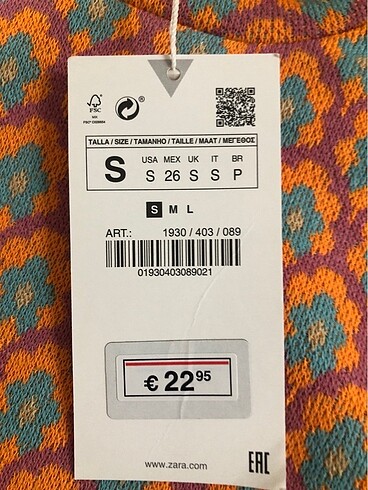 FSC
TALLA / SIZE / TAMANHO / TAILLE / MAAT / ΜΕΓΕΘΟΣ
S
USA MEX UK IT BR
S 26 S S P
S M L
ART.: 1930 / 403 / 089
01930403089021
€ 22 95
www.zara.com
EAC